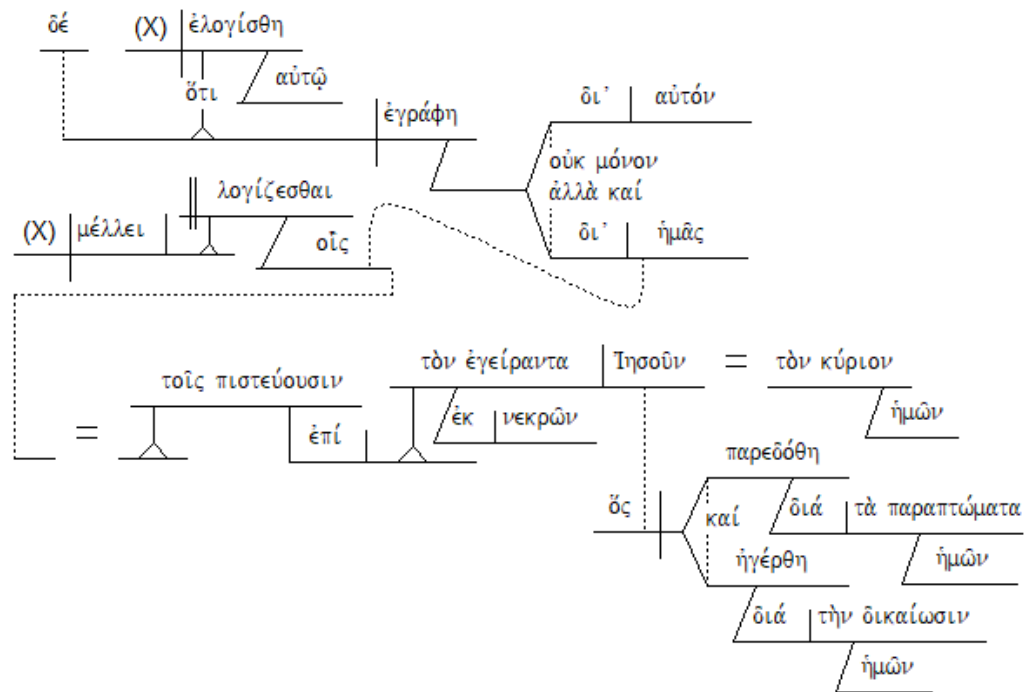 δέ (X) ἐλογίσθη
αὐτῷ
ὅτι
ἐγράφη
δι’ αὐτόν
οὐκ μόνον
ἀλλὰ καί
δι’ ἡμᾶς
λογίζεσθαι
(X) μέλλει
οἷς
τοῖς πιστεύουσιν
ἐπί
τὸν ἐγείραντα Ἰησοῦν = τὸν κύριον
ἐκ νεκρῶν
ἡμῶν
=
παρεδόθη
ὅς
καί
διά τὰ παραπτώματα
ἡμῶν
ἠγέρθη
διά τὴν δικαίωσιν
ἡμῶν